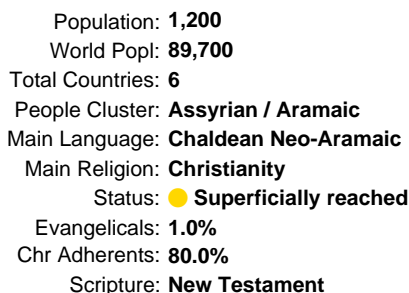 Population: 1,200
World Popl: 89,700
Total Countries: 6
People Cluster: Assyrian / Aramaic
Main Language: Chaldean Neo-Aramaic
Main Religion: Christianity
Status: Superficially reached
Evangelicals: 1.0%
Chr Adherents: 80.0%
Scripture: New Testament